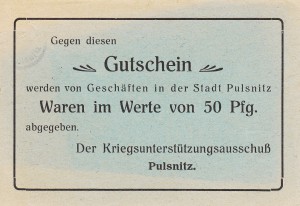 Gegen diesen
Gutschein
werden von Geschäften in der Stadt Pulsnitz
Waren im Werte von 50 Pfg.
abgegeben.
Der Kriegsunterstützungsausschuß
Pulsnitz.